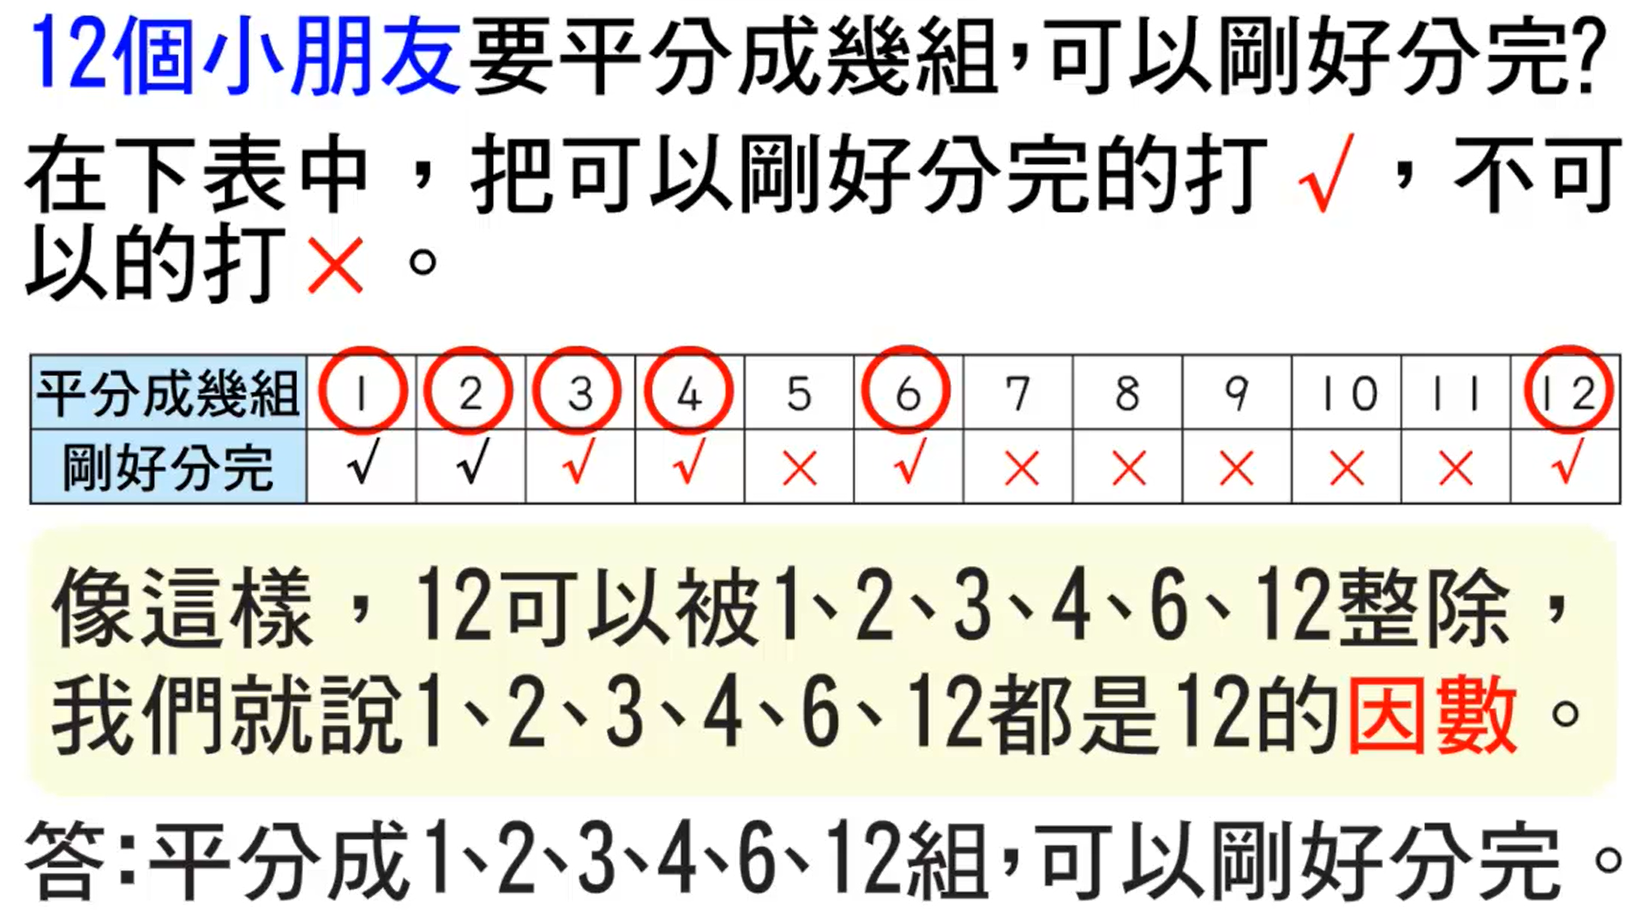 12個小朋友要平分成幾組,可以剛好分完?
在下表中,把可以剛好分完的打√,不可
以的打×。
平分成幾組 1 2 3 4 5 6 7 8 9 10 11 12
剛好分完 √ √ √ √ × √ × × × × × √
像這樣,12可以被1、2、3、4、6、12整除,
我們就說1、2、3、4、6、12都是12的因數。
答:平分成1、2、3、4、6、12組,可以剛好分完。